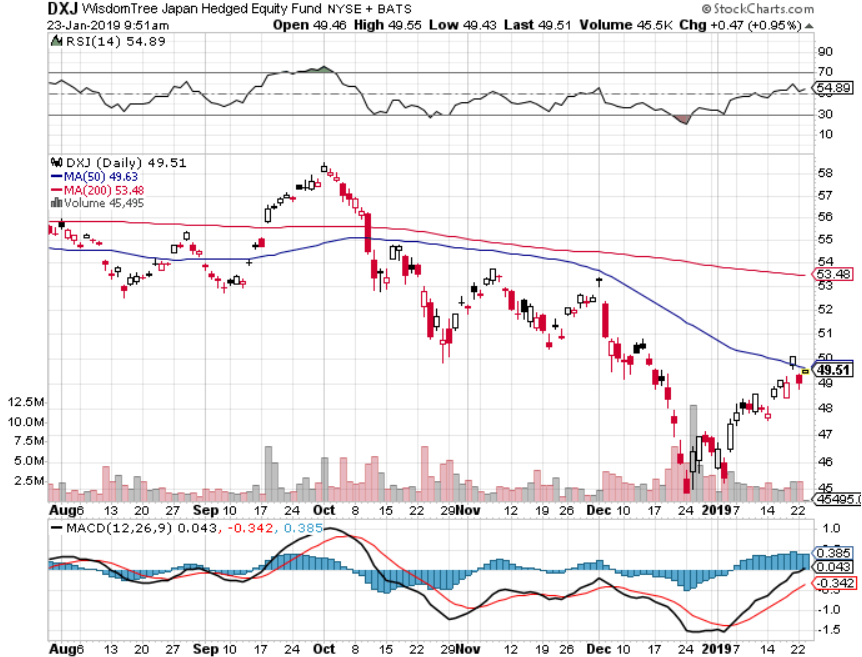 DXJ WisdomTree Japan Hedged Equity Fund NYSE + BATS © StockCharts.com
23-Jan-2019 9:51am Open 49.46 High 49.55 Low 49.43 Last 49.51 Volume 45.5K Chg +0.47 (+0.95%)
RSI(14) 54.89
90
70
54.89
30
10
DXJ (Daily) 49.51
MA(50) 49.63
MA(200) 53.48
Volume 45,495
58
57
56
55
54
53.48
53
52
51
50
49.51
49
48
47
46
45
12.5M
10.0M
7.5M
5.0M
2.5M
45495.0
Aug 6 13 20 27 Sep 10 17 24 Oct 8 15 22 29 Nov 12 19 26 Dec 10 17 24 2019 7 14 22
MACD(12,26,9) 0.043, -0.342, 0.385
1.0
0.385
0.043
-0.342
-1.0
-1.5
Aug 6 13 20 27 Sep 10 17 24 Oct 8 15 22 29 Nov 12 19 26 Dec 10 17 24 2019 7 14 22